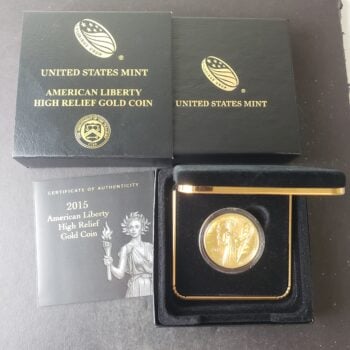 UNITED STATES MINT
AMERICAN LIBERTY
HIGH RELIEF GOLD COIN
UNITED STATES MINT
CERTIFICATE OF AUTHENTICITY
2015
American Liberty
High Relief
Gold Coin